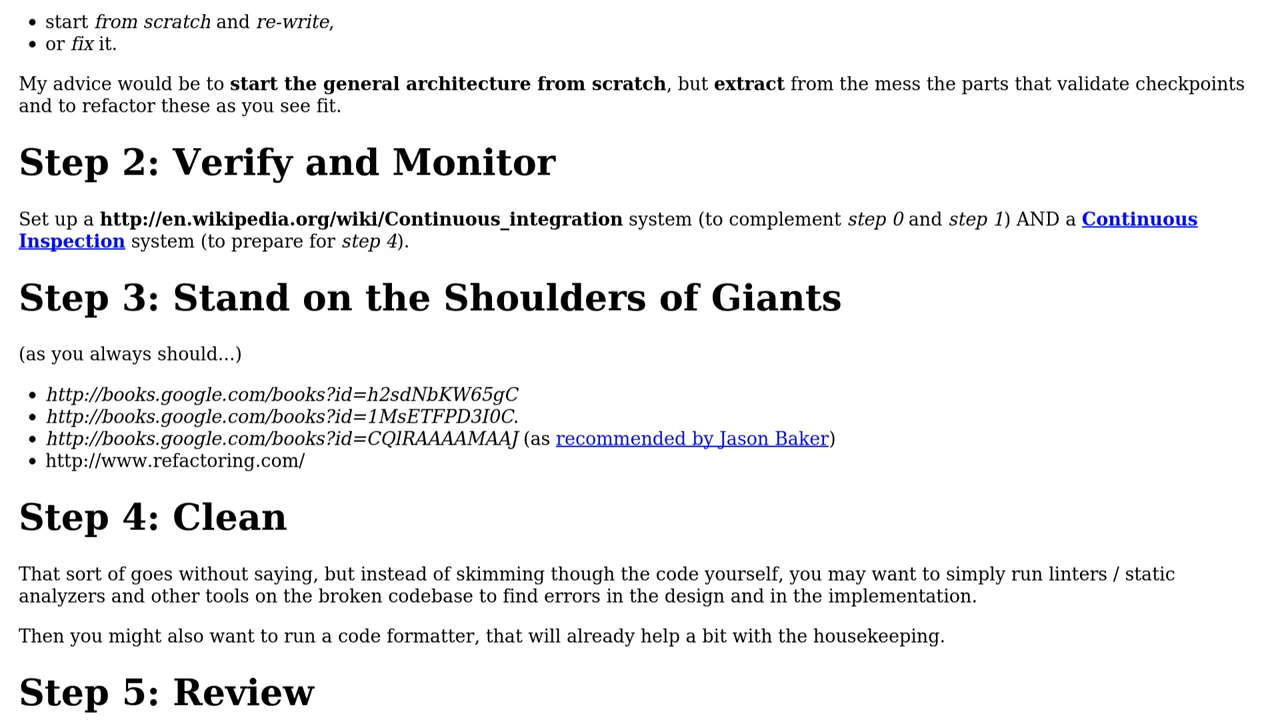 • start from scratch and re-write,
• or fix it.
My advice would be to start the general architecture from scratch, but extract from the mess the parts that validate checkpoints
and to refactor these as you see fit.
Step 2: Verify and Monitor
Set up a http://en.wikipedia.org/wiki/Continuous_integration system (to complement step 0 and step 1) AND a Continuous
Inspection system (to prepare for step 4).
Step 3: Stand on the Shoulders of Giants
(as you always should...)
• http://books.google.com/books?id=h2sdNbKW65gC
• http://books.google.com/books?id=1MsETFPD3I0C.
• http://books.google.com/books?id=CQlRAAAAMAAJ (as recommended by Jason Baker)
• http://www.refactoring.com/
Step 4: Clean
That sort of goes without saying, but instead of skimming though the code yourself, you may want to simply run linters / static
analyzers and other tools on the broken codebase to find errors in the design and in the implementation.
Then you might also want to run a code formatter, that will already help a bit with the housekeeping.
Step 5: Review